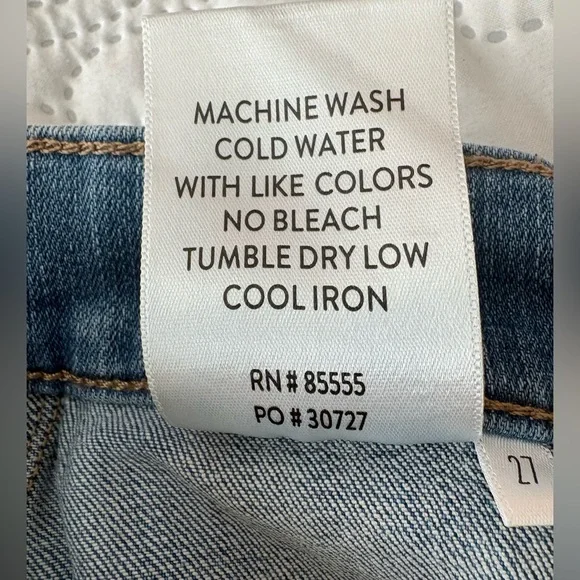 MACHINE WASH
COLD WATER
WITH LIKE COLORS
NO BLEACH
TUMBLE DRY LOW
COOL IRON
RN # 85555
PO # 30727
27